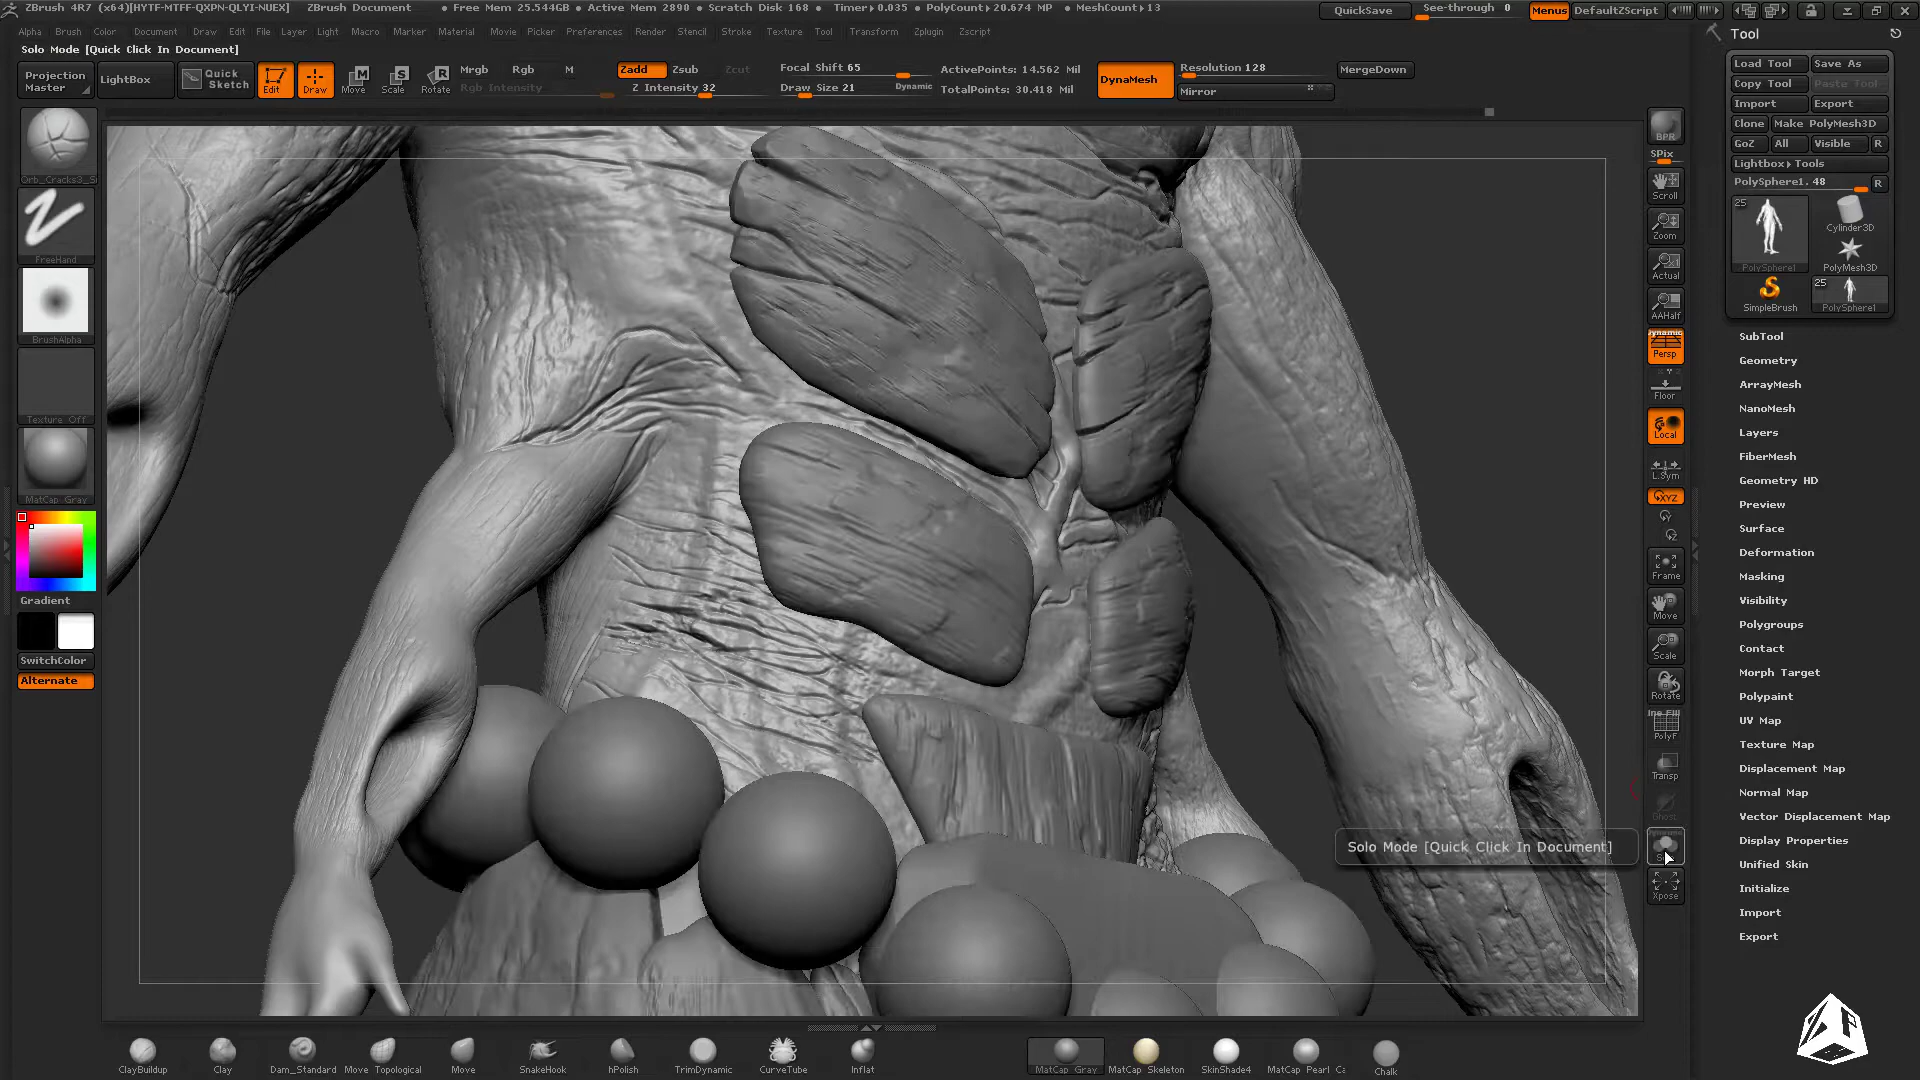 ZBrush 4R7 (x64)[HYTF-MTFF-QXPN-QLYI-NUEX] ZBrush Document • Free Mem 25.544GB • Active Mem 2890 • Scratch Disk 168 • Timer▸0.035 • PolyCount▸20.674 MP • MeshCount▸13 QuickSave See-through 0 Menus DefaultZScript
Alpha Brush Color Document Draw Edit File Layer Light Macro Marker Material Movie Picker Preferences Render Stencil Stroke Texture Tool Transform Zplugin Zscript
Solo Mode [Quick Click In Document]
Projection Master
LightBox
Quick Sketch
Edit
Draw
Move
Scale
Rotate
Mrgb Rgb M
Rgb Intensity
Zadd Zsub Zcut
Z Intensity 32
Focal Shift 65
Draw Size 21 Dynamic
ActivePoints: 14.562 Mil
TotalPoints: 30.418 Mil
DynaMesh
Resolution 128
Mirror
MergeDown
FreeHand
BrushAlpha
Texture Off
MatCap Gray
Gradient
SwitchColor
Alternate
BPR
SPix
Scroll
Zoom
Actual
AAHalf
Dynamic
Persp
Floor
Local
L.Sym
XYZ
Frame
Move
Scale
Rotate
PolyF
Transp
Ghost
Xpose
Solo Mode [Quick Click In Document]
Tool
Load Tool Save As
Copy Tool Paste Tool
Import Export
Clone Make PolyMesh3D
GoZ All Visible R
Lightbox▸Tools
PolySphere1. 48 R
25
PolySphere1
Cylinder3D
PolyMesh3D
SimpleBrush
25
PolySphere1
SubTool
Geometry
ArrayMesh
NanoMesh
Layers
FiberMesh
Geometry HD
Preview
Surface
Deformation
Masking
Visibility
Polygroups
Contact
Morph Target
Polypaint
UV Map
Texture Map
Displacement Map
Normal Map
Vector Displacement Map
Display Properties
Unified Skin
Initialize
Import
Export
ClayBuildup Clay Dam_Standard Move Topological Move SnakeHook hPolish TrimDynamic CurveTube Inflat MatCap Gray MatCap Skeleton SkinShade4 MatCap Pearl Ca Chalk